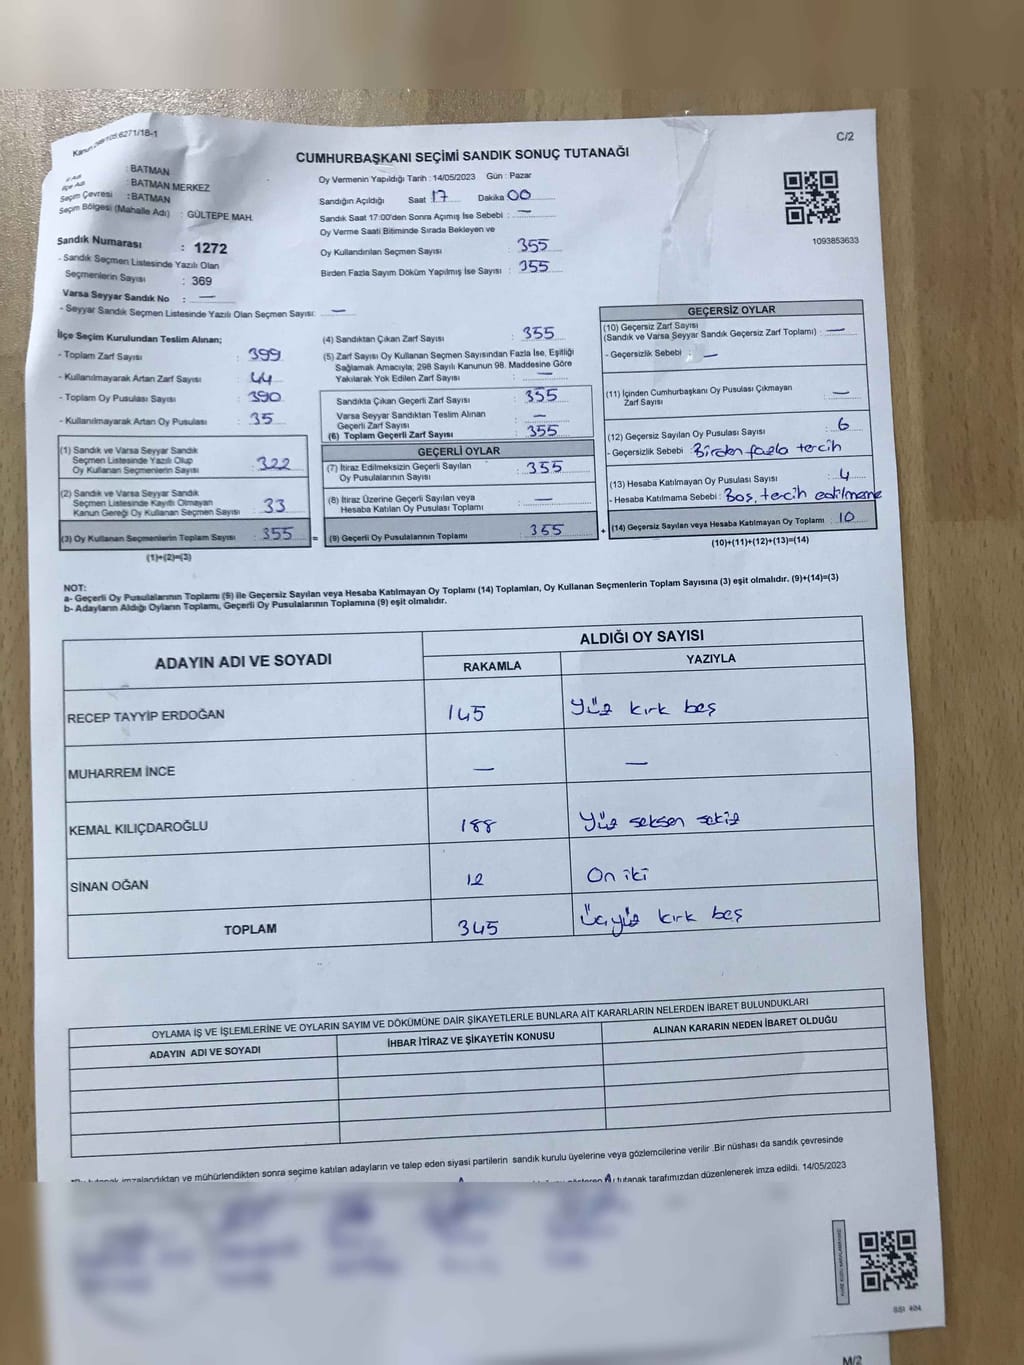 Kanun 298/105:6271/18-1
C/2
CUMHURBAŞKANI SEÇİMİ SANDIK SONUÇ TUTANAĞI
İl Adı : BATMAN
İlçe Adı : BATMAN MERKEZ
Seçim Çevresi : BATMAN
Seçim Bölgesi (Mahalle Adı) : GÜLTEPE MAH.
Sandık Numarası : 1272
- Sandık Seçmen Listesinde Yazılı Olan
Seçmenlerin Sayısı : 369
Varsa Seyyar Sandık No : —
- Seyyar Sandık Seçmen Listesinde Yazılı Olan Seçmen Sayısı: —
Oy Vermenin Yapıldığı Tarih : 14/05/2023 Gün : Pazar
Sandığın Açıldığı Saat 17 Dakika 00
Sandık Saat 17:00'den Sonra Açımış İse Sebebi : —
Oy Verme Saati Bitiminde Sırada Bekleyen ve
Oy Kullandırılan Seçmen Sayısı : 355
Birden Fazla Sayım Döküm Yapılmış İse Sayısı : 355
1093853633
İlçe Seçim Kurulundan Teslim Alınan;
- Toplam Zarf Sayısı : 399
- Kullanılmayarak Artan Zarf Sayısı : 44
- Toplam Oy Pusulası Sayısı : 390
- Kullanılmayarak Artan Oy Pusulası : 35
(1) Sandık ve Varsa Seyyar Sandık
Seçmen Listesinde Yazılı Olup
Oy Kullanan Seçmenlerin Sayısı : 322
(2) Sandık ve Varsa Seyyar Sandık
Seçmen Listesinde Kayıtlı Olmayan
Kanun Gereği Oy Kullanan Seçmen Sayısı : 33
(3) Oy Kullanan Seçmenlerin Toplam Sayısı : 355 =
(1)+(2)=(3)
(4) Sandıktan Çıkan Zarf Sayısı : 355
(5) Zarf Sayısı Oy Kullanan Seçmen Sayısından Fazla İse, Eşitliği
Sağlamak Amacıyla; 298 Sayılı Kanunun 98. Maddesine Göre
Yakılarak Yok Edilen Zarf Sayısı : —
Sandıkta Çıkan Geçerli Zarf Sayısı : 355
Varsa Seyyar Sandıktan Teslim Alınan
Geçerli Zarf Sayısı : —
(6) Toplam Geçerli Zarf Sayısı : 355
GEÇERLİ OYLAR
(7) İtiraz Edilmeksizin Geçerli Sayılan
Oy Pusulalarının Sayısı : 355
(8) İtiraz Üzerine Geçerli Sayılan veya
Hesaba Katılan Oy Pusulası Toplamı : —
(9) Geçerli Oy Pusulalarının Toplamı : 355 +
GEÇERSİZ OYLAR
(10) Geçersiz Zarf Sayısı
(Sandık ve Varsa Seyyar Sandık Geçersiz Zarf Toplamı) : —
- Geçersizlik Sebebi : —
(11) İçinden Cumhurbaşkanı Oy Pusulası Çıkmayan
Zarf Sayısı : —
(12) Geçersiz Sayılan Oy Pusulası Sayısı : 6
- Geçersizlik Sebebi : Birden fazla tercih
(13) Hesaba Katılmayan Oy Pusulası Sayısı : 4
- Hesaba Katılmama Sebebi : Boş, tercih edilmeme
(14) Geçersiz Sayılan veya Hesaba Katılmayan Oy Toplamı : 10
(10)+(11)+(12)+(13)=(14)
NOT:
a- Geçerli Oy Pusulalarının Toplamı (9) ile Geçersiz Sayılan veya Hesaba Katılmayan Oy Toplamı (14) Toplamları, Oy Kullanan Seçmenlerin Toplam Sayısına (3) eşit olmalıdır. (9)+(14)=(3)
b- Adayların Aldığı Oyların Toplamı, Geçerli Oy Pusulalarının Toplamına (9) eşit olmalıdır.
ADAYIN ADI VE SOYADI
ALDIĞI OY SAYISI
RAKAMLA YAZIYLA
RECEP TAYYİP ERDOĞAN 145 Yüz kırk beş
MUHARREM İNCE — —
KEMAL KILIÇDAROĞLU 188 Yüz seksen sekiz
SİNAN OĞAN 12 On iki
TOPLAM 345 Üçyüz kırk beş
OYLAMA İŞ VE İŞLEMLERİNE VE OYLARIN SAYIM VE DÖKÜMÜNE DAİR ŞİKAYETLERLE BUNLARA AİT KARARLARIN NELERDEN İBARET BULUNDUKLARI
ADAYIN ADI VE SOYADI İHBAR İTİRAZ VE ŞİKAYETİN KONUSU ALINAN KARARIN NEDEN İBARET OLDUĞU
tutanak imzalandıktan ve mühürlendikten sonra seçime katılan adayların ve talep eden siyasi partilerin sandık kurulu üyelerine veya gözlemcilerine verilir. Bir nüshası da sandık çevresinde
tutanak tarafımızdan düzenlenerek imza edildi. 14/05/2023
M/2